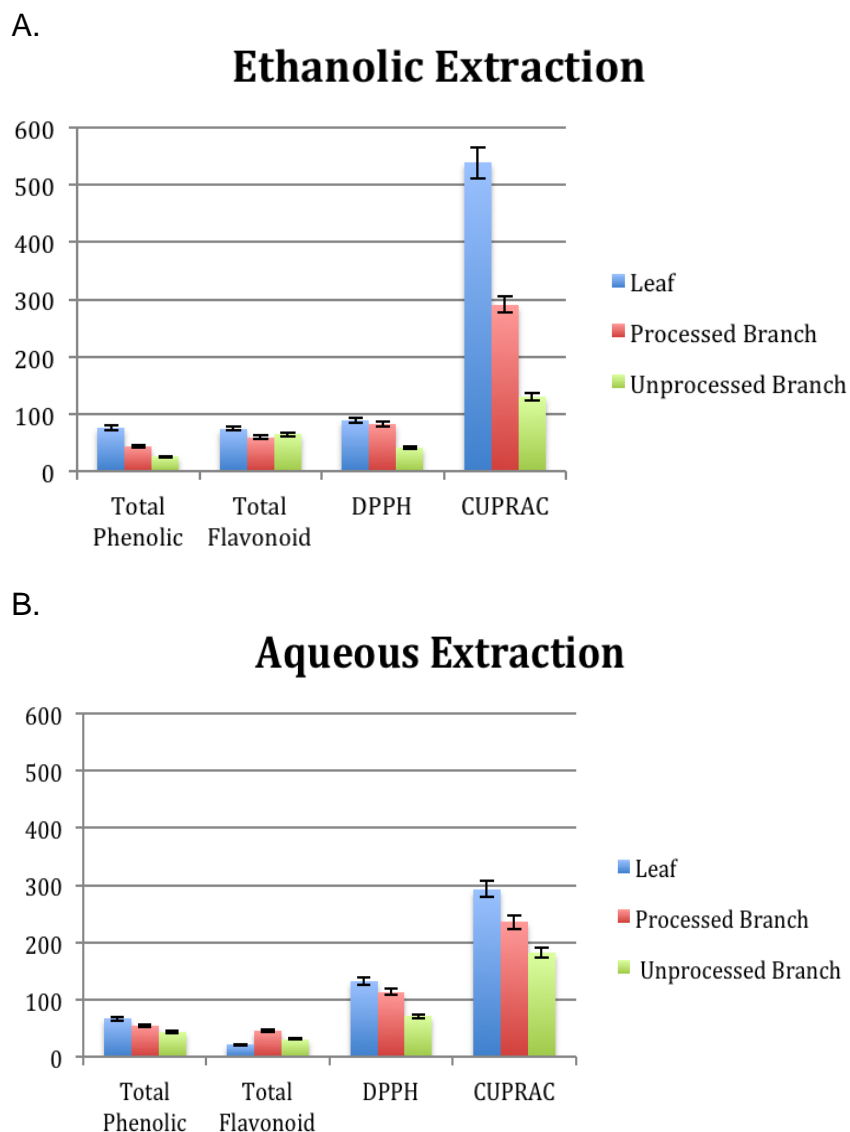 A.
Ethanolic Extraction
600
500
400
300
200
100
0
Total Phenolic
Total Flavonoid
DPPH
CUPRAC
Leaf
Processed Branch
Unprocessed Branch
B.
Aqueous Extraction
600
500
400
300
200
100
0
Total Phenolic
Total Flavonoid
DPPH
CUPRAC
Leaf
Processed Branch
Unprocessed Branch